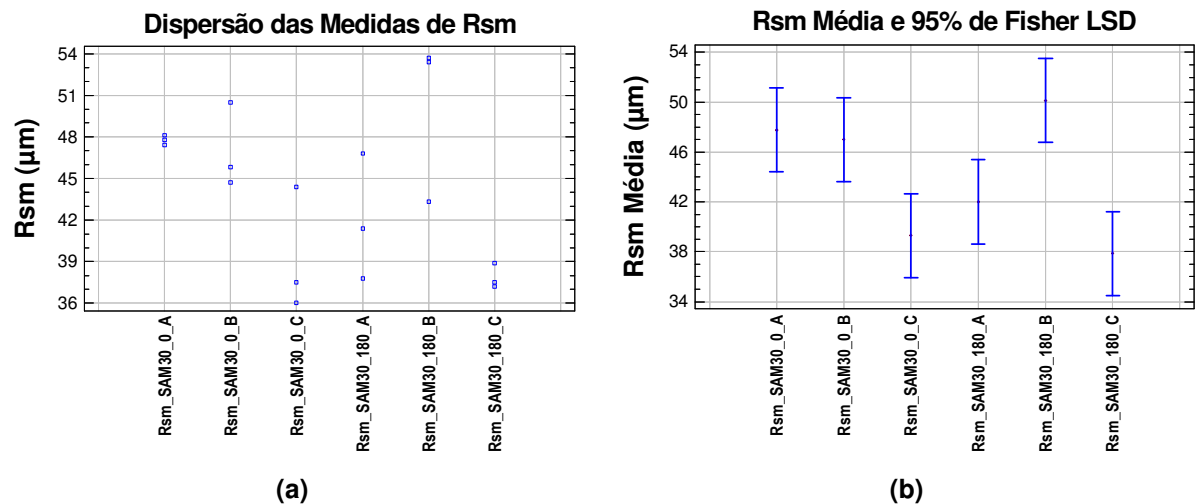 Dispersão das Medidas de Rsm
Rsm (µm)
54
51
48
45
42
39
36
Rsm_SAM30_0_A
Rsm_SAM30_0_B
Rsm_SAM30_0_C
Rsm_SAM30_180_A
Rsm_SAM30_180_B
Rsm_SAM30_180_C
(a)
Rsm Média e 95% de Fisher LSD
Rsm Média (µm)
54
50
46
42
38
34
Rsm_SAM30_0_A
Rsm_SAM30_0_B
Rsm_SAM30_0_C
Rsm_SAM30_180_A
Rsm_SAM30_180_B
Rsm_SAM30_180_C
(b)